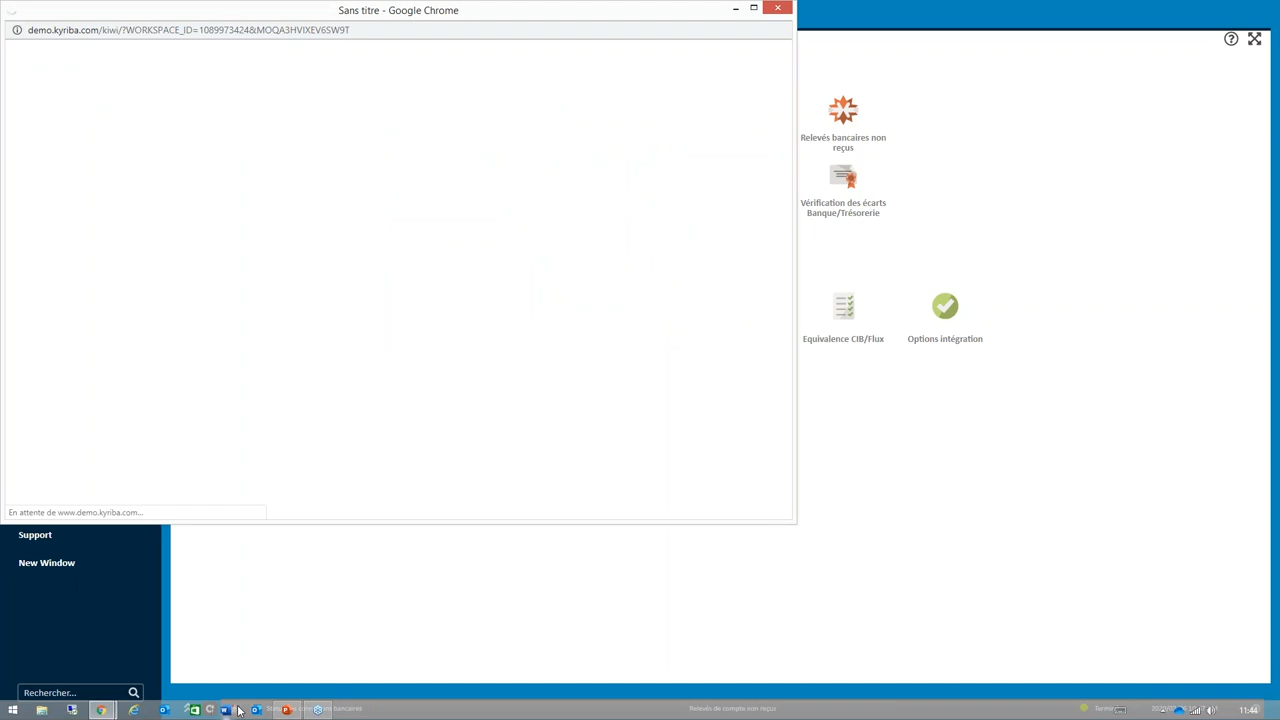 Sans titre - Google Chrome
demo.kyriba.com/kiwi/?WORKSPACE_ID=1089973424&MOQA3HVIXEV6SW9T
Relevés bancaires non
reçus
Vérification des écarts
Banque/Trésorerie
Equivalence CIB/Flux
Options intégration
En attente de www.demo.kyriba.com...
Support
New Window
Rechercher...
bancaires
Relevés de compte non reçus
11:44